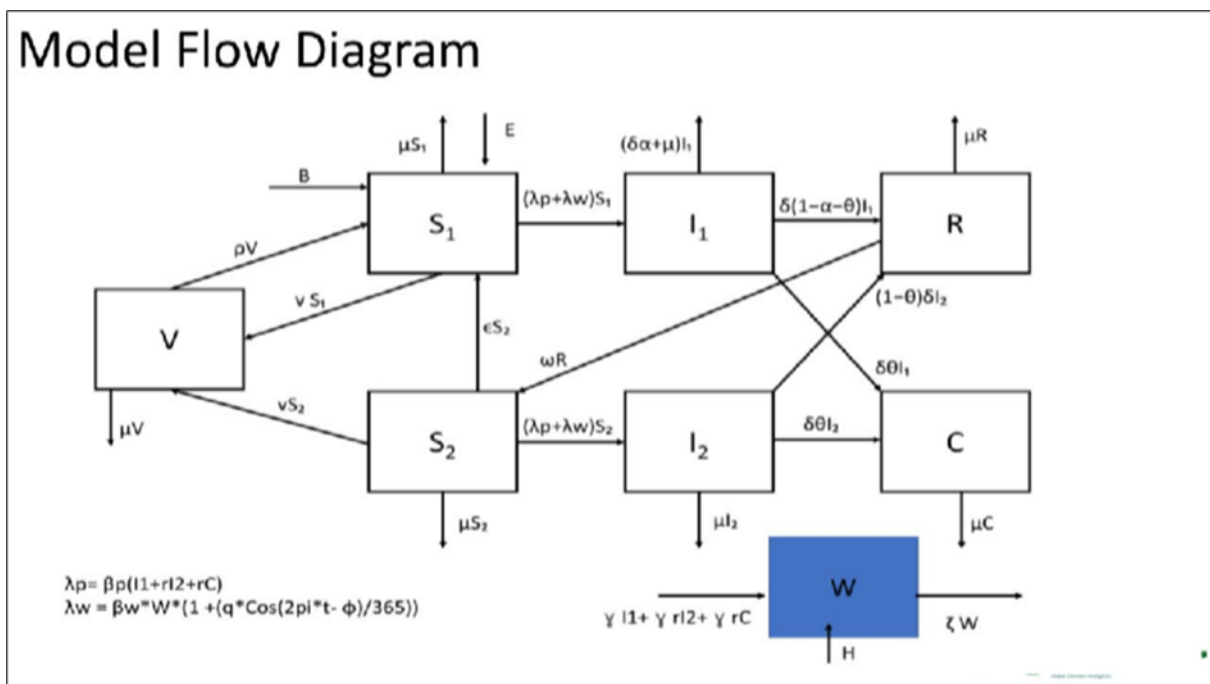 Model Flow Diagram
μS₁
E
(δα+μ)I₁
μR
B
(λp+λw)S₁
δ(1-α-θ)I₁
S₁
I₁
R
ρV
ν S₁
(1-θ)δI₂
V
ϵS₂
ωR
δθI₁
νS₂
μV
(λp+λw)S₂
δθI₂
S₂
I₂
C
μS₂
μI₂
μC
λp= βp(I1+rI2+rC)
λw = βw*W*(1 +(q*Cos(2pi*t- ϕ)/365))
W
γ I1+ γ rI2+ γ rC
ζ W
H